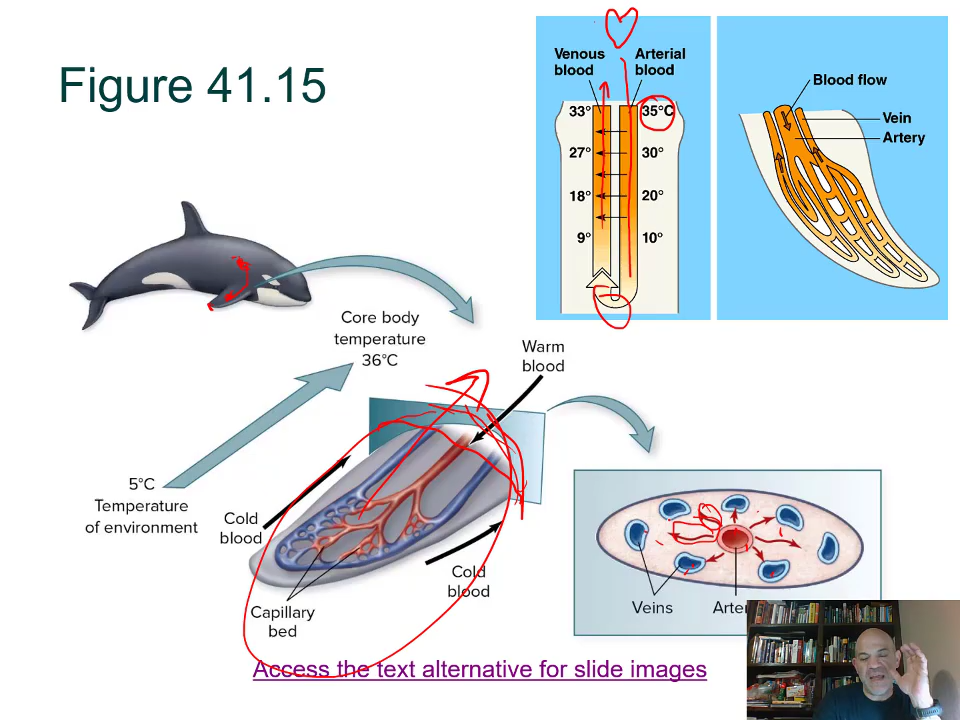 Figure 41.15
Venous
blood
Arterial
blood
33°
35°C
27°
30°
18°
20°
9°
10°
Blood flow
Vein
Artery
Core body
temperature
36°C
Warm
blood
5°C
Temperature
of environment
Cold
blood
Cold
blood
Capillary
bed
Veins
Arte
Access the text alternative for slide images